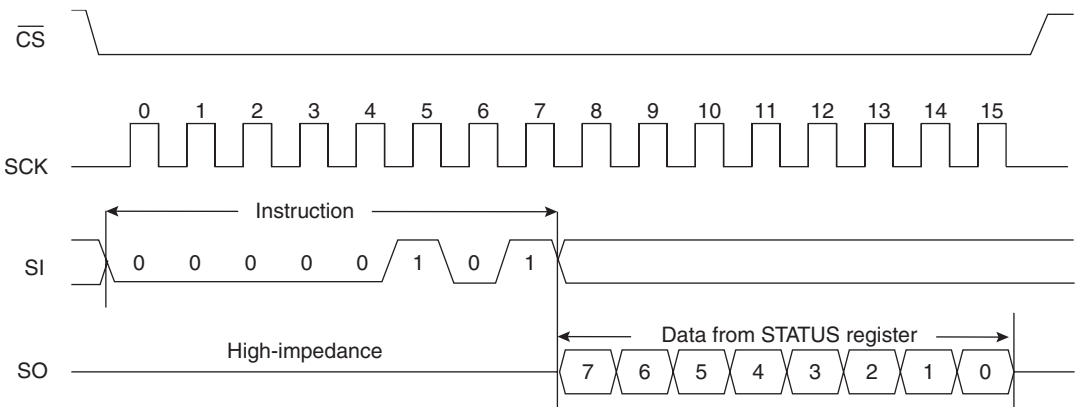 C̅S̅
0 1 2 3 4 5 6 7 8 9 10 11 12 13 14 15
SCK
Instruction
SI 0 0 0 0 0 1 0 1
Data from STATUS register
High-impedance
SO 7 6 5 4 3 2 1 0